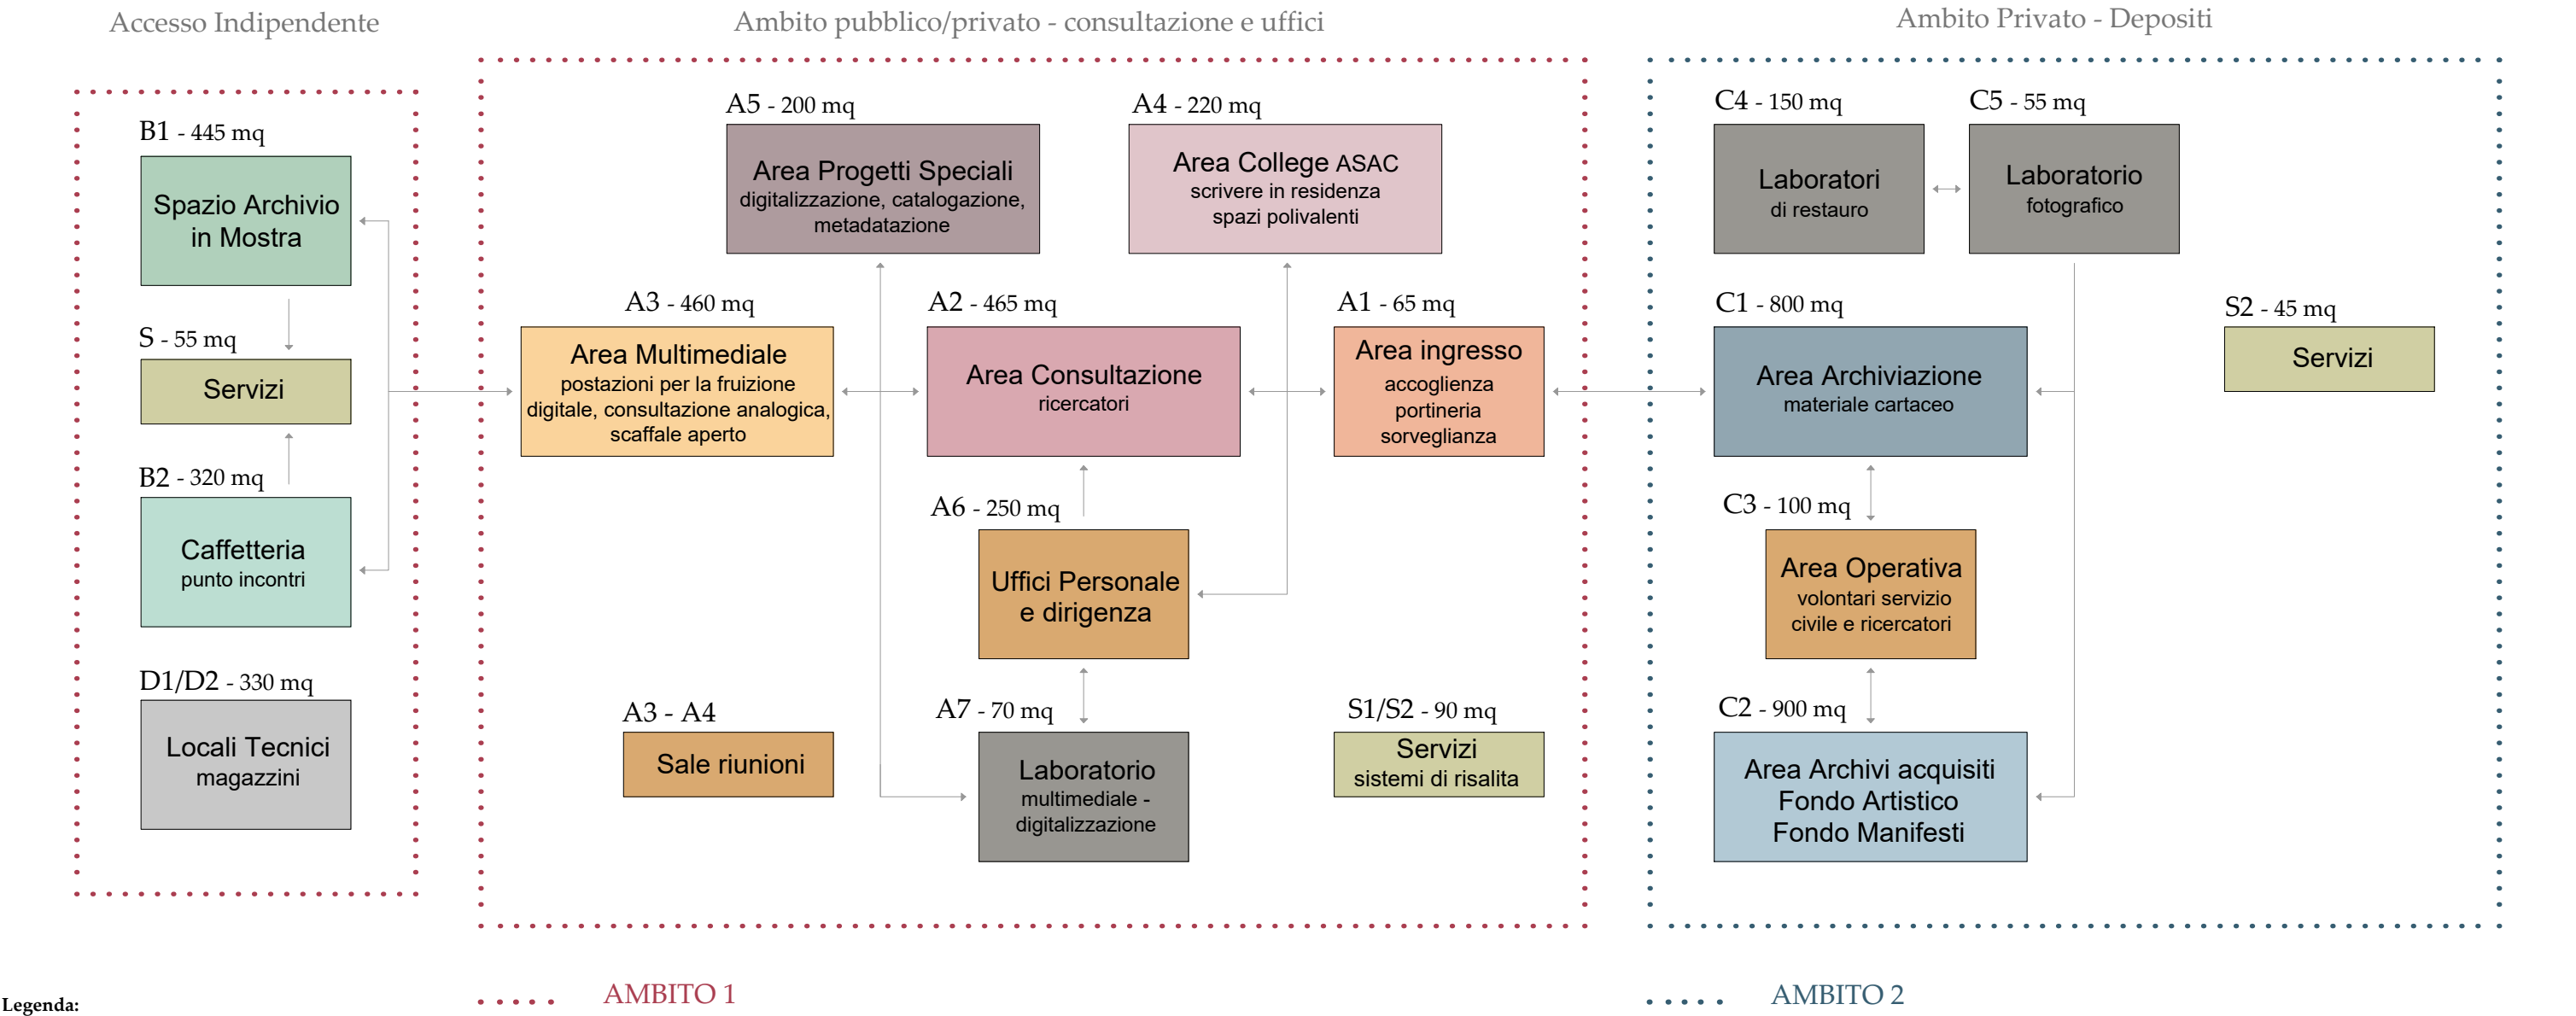 Accesso Indipendente
B1 - 445 mq
Spazio Archivio
in Mostra
S - 55 mq
Servizi
B2 - 320 mq
Caffetteria
punto incontri
D1/D2 - 330 mq
Locali Tecnici
magazzini
Ambito pubblico/privato - consultazione e uffici
A5 - 200 mq
Area Progetti Speciali
digitalizzazione, catalogazione,
metadatazione
A4 - 220 mq
Area College ASAC
scrivere in residenza
spazi polivalenti
A3 - 460 mq
Area Multimediale
postazioni per la fruizione
digitale, consultazione analogica,
scaffale aperto
A2 - 465 mq
Area Consultazione
ricercatori
A1 - 65 mq
Area ingresso
accoglienza
portineria
sorveglianza
A6 - 250 mq
Uffici Personale
e dirigenza
A3 - A4
Sale riunioni
A7 - 70 mq
Laboratorio
multimediale -
digitalizzazione
S1/S2 - 90 mq
Servizi
sistemi di risalita
Ambito Privato - Depositi
C4 - 150 mq
Laboratori
di restauro
C5 - 55 mq
Laboratorio
fotografico
C1 - 800 mq
Area Archiviazione
materiale cartaceo
S2 - 45 mq
Servizi
C3 - 100 mq
Area Operativa
volontari servizio
civile e ricercatori
C2 - 900 mq
Area Archivi acquisiti
Fondo Artistico
Fondo Manifesti
Legenda:
AMBITO 1
AMBITO 2